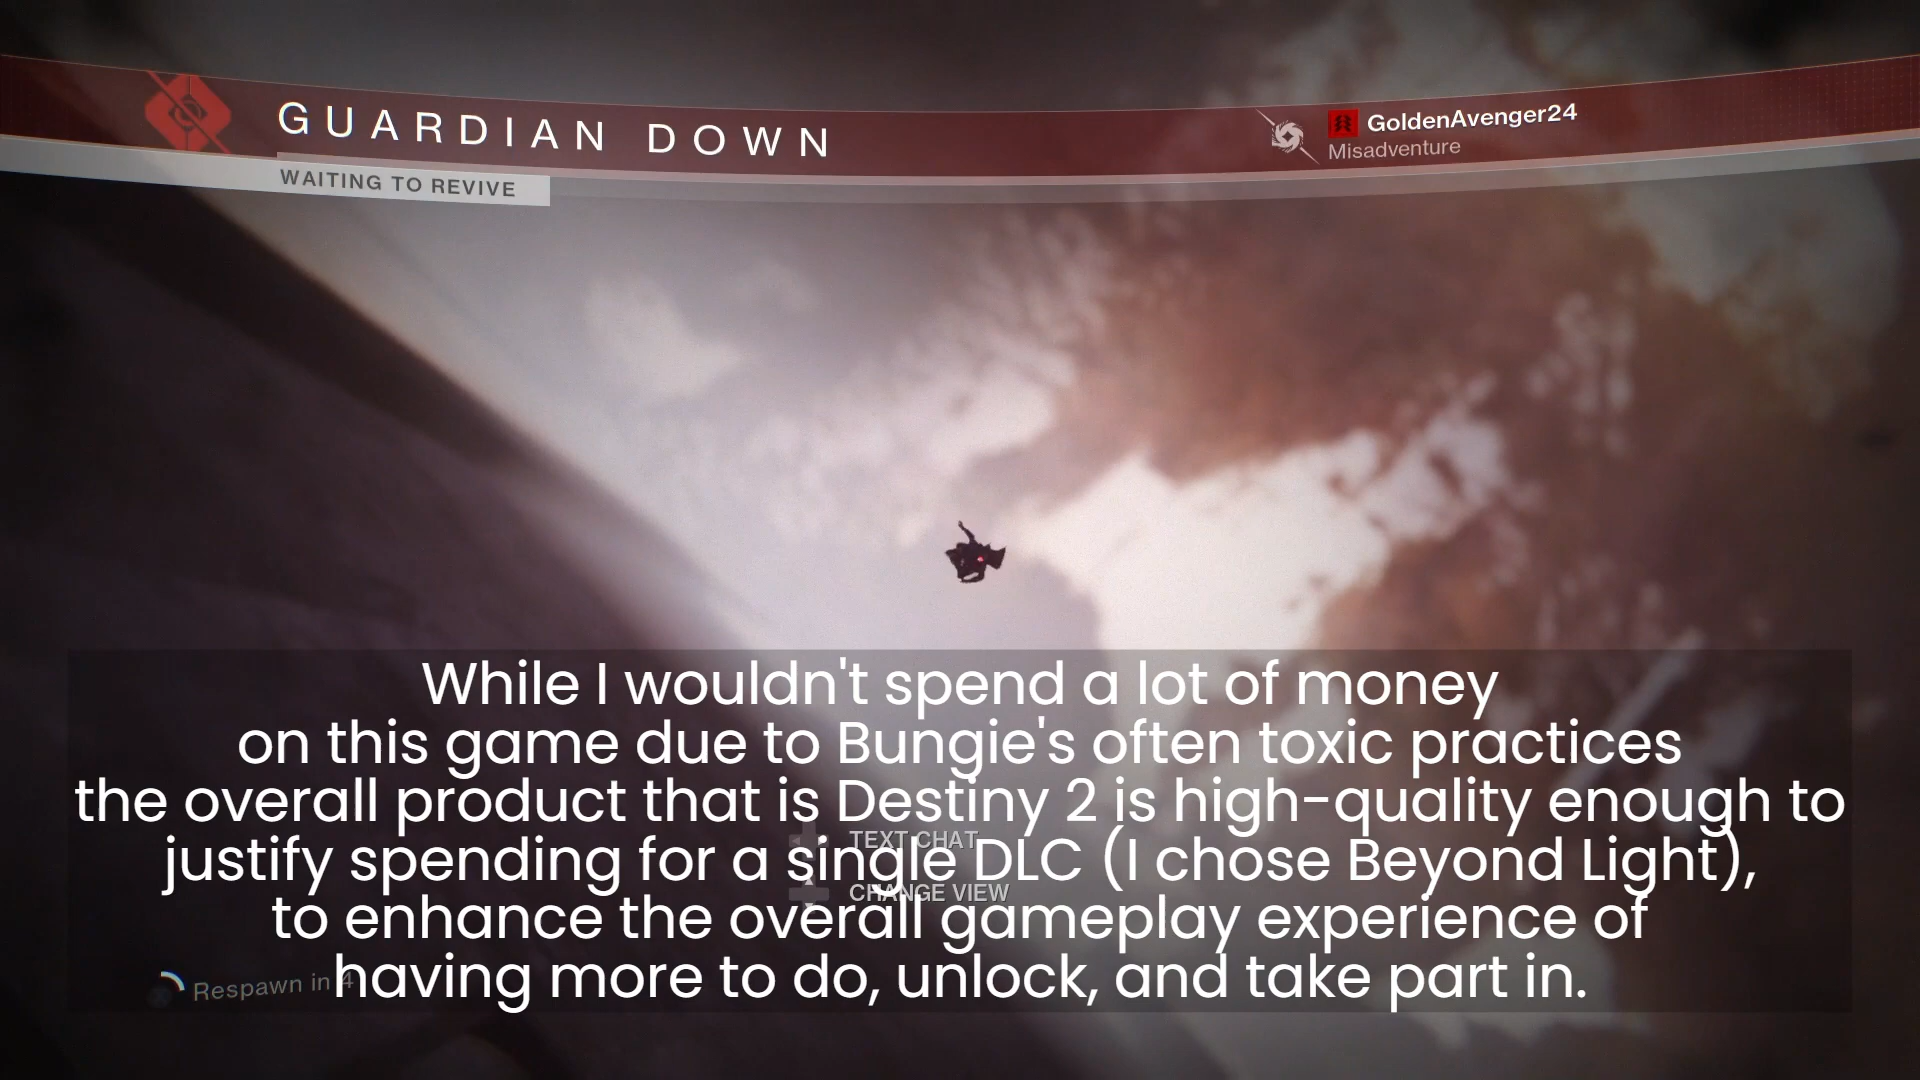 GUARDIAN DOWN
GoldenAvenger24
Misadventure
WAITING TO REVIVE
While I wouldn't spend a lot of money
on this game due to Bungie's often toxic practices
the overall product that is Destiny 2 is high-quality enough to
TEXT CHAT
justify spending for a single DLC (I chose Beyond Light),
CHANGE VIEW
to enhance the overall gameplay experience of
having more to do, unlock, and take part in.
Respawn in 4